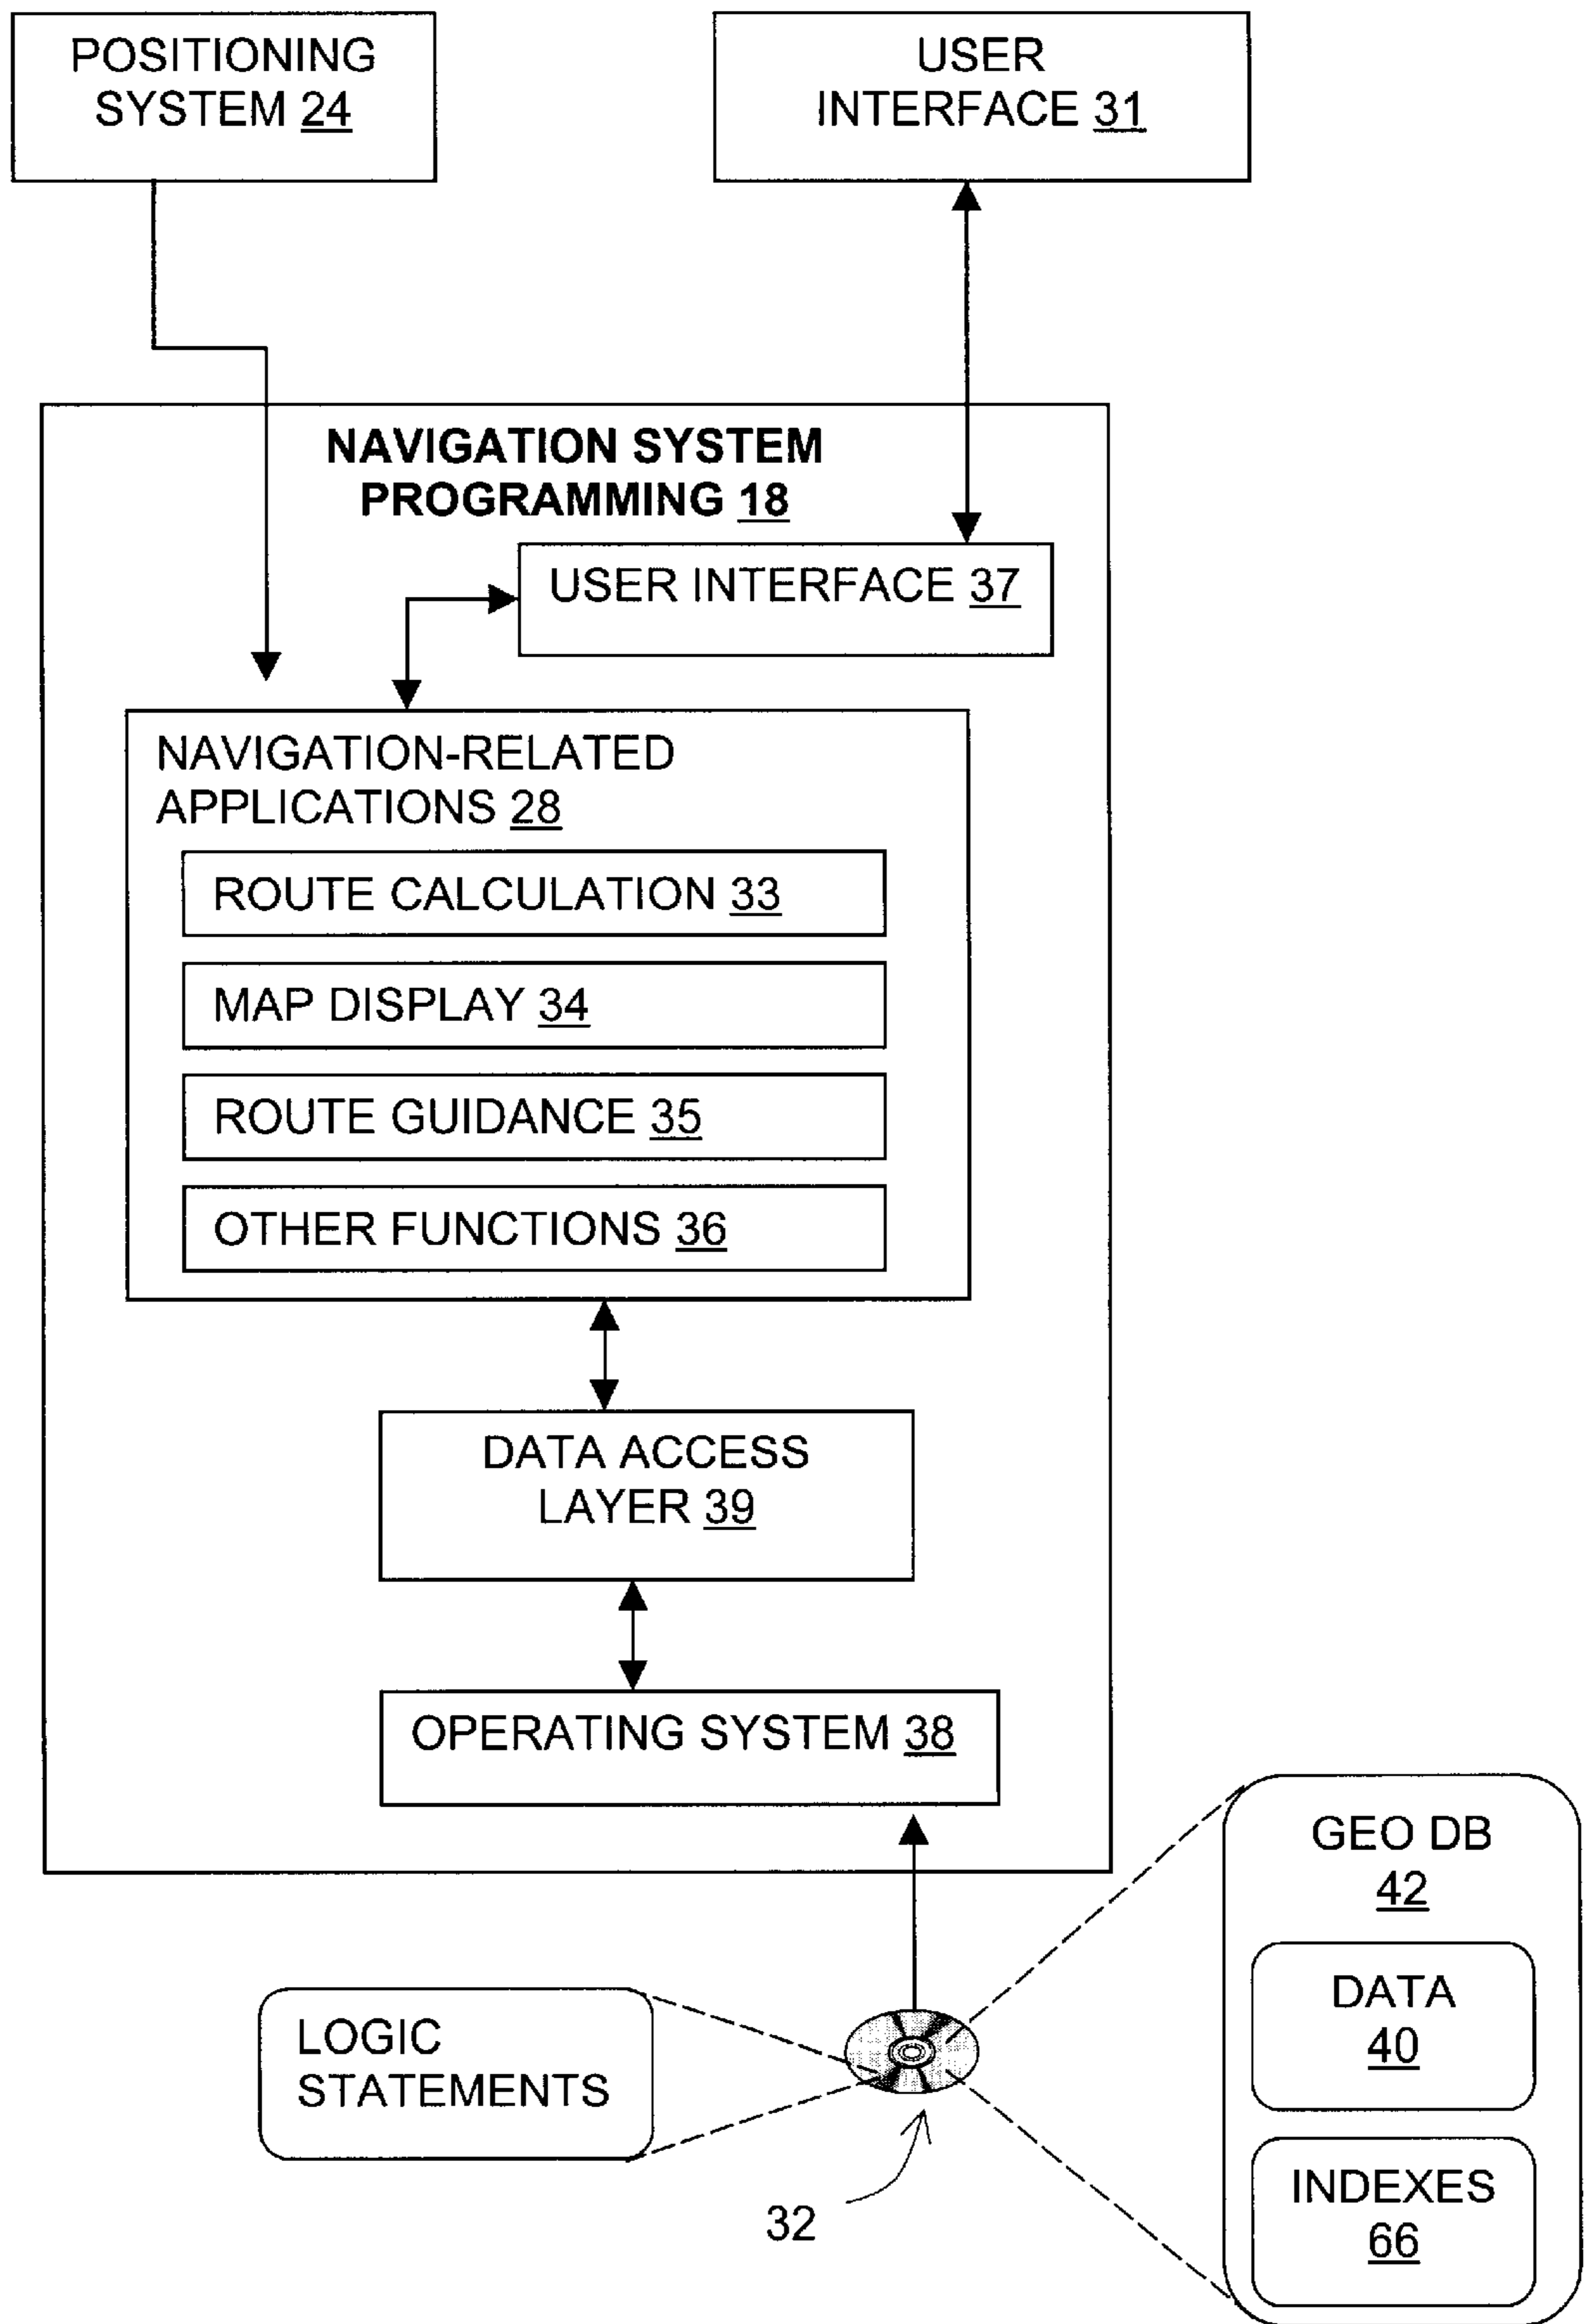 POSITIONING
SYSTEM 24
USER
INTERFACE 31
NAVIGATION SYSTEM
PROGRAMMING 18
USER INTERFACE 37
NAVIGATION-RELATED
APPLICATIONS 28
ROUTE CALCULATION 33
MAP DISPLAY 34
ROUTE GUIDANCE 35
OTHER FUNCTIONS 36
DATA ACCESS
LAYER 39
OPERATING SYSTEM 38
GEO DB
42
DATA
40
INDEXES
66
LOGIC
STATEMENTS
32